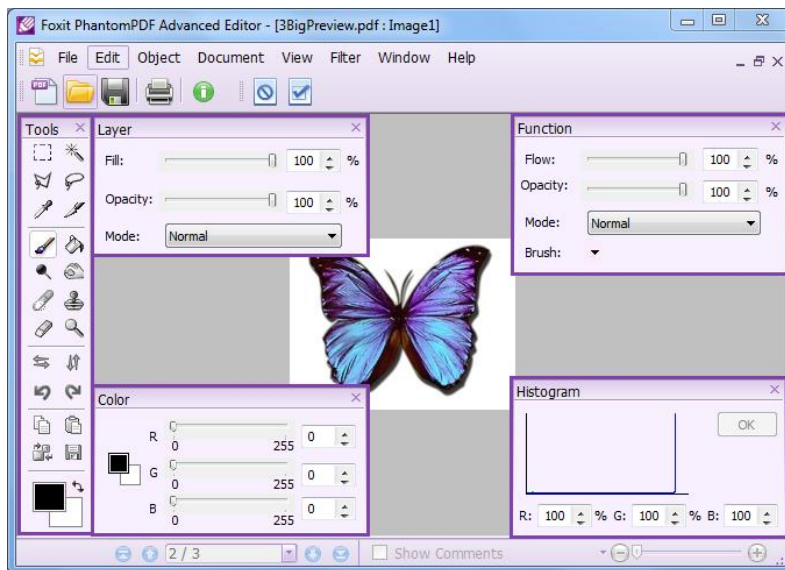 Foxit PhantomPDF Advanced Editor - [3BigPreview.pdf : Image1]
File Edit Object Document View Filter Window Help
PDF
Tools
Layer
Fill: 100 %
Opacity: 100 %
Mode: Normal
Function
Flow: 100 %
Opacity: 100 %
Mode: Normal
Brush:
Color
R 0
0 255
G 0
0 255
B 0
0 255
Histogram
OK
R: 100 % G: 100 % B: 100
2 / 3 Show Comments